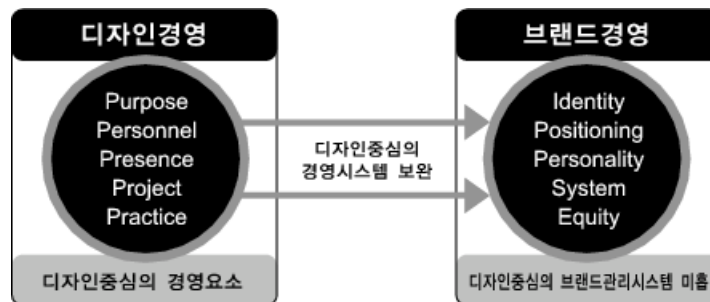 디자인경영
Purpose
Personnel
Presence
Project
Practice
디자인중심의 경영요소
디자인중심의
경영시스템 보완
브랜드경영
Identity
Positioning
Personality
System
Equity
디자인중심의 브랜드관리시스템 미흡